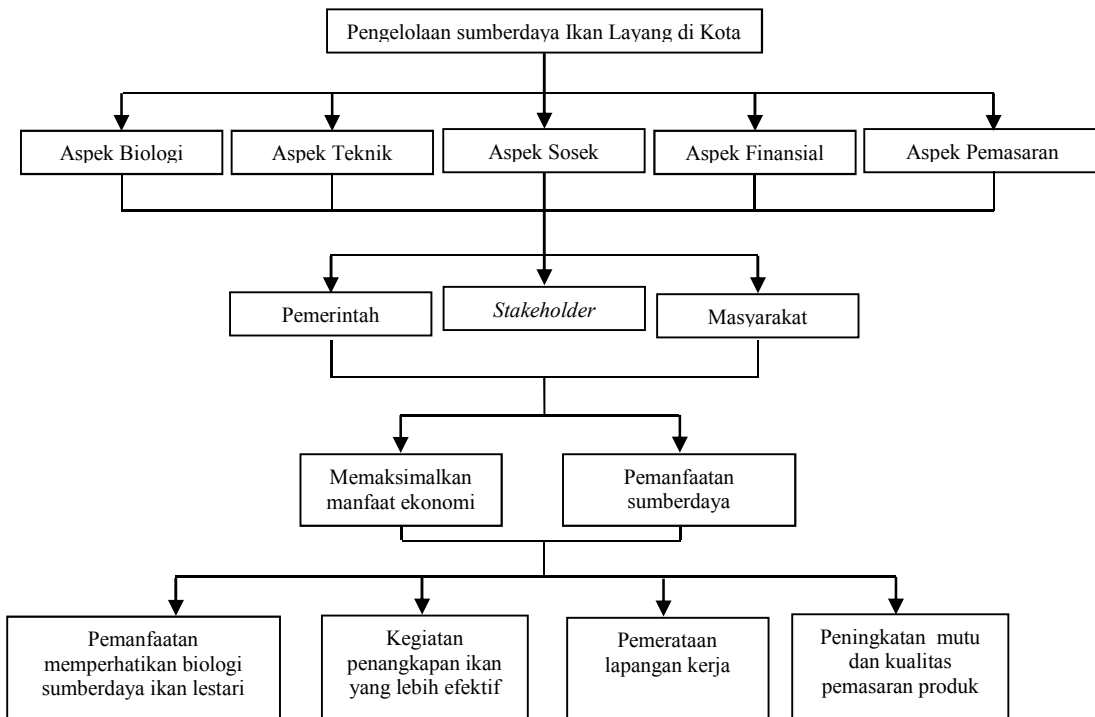 Pengelolaan sumberdaya Ikan Layang di Kota
Aspek Biologi
Aspek Teknik
Aspek Sosek
Aspek Finansial
Aspek Pemasaran
Pemerintah
Stakeholder
Masyarakat
Memaksimalkan
manfaat ekonomi
Pemanfaatan
sumberdaya
Pemanfaatan
memperhatikan biologi
sumberdaya ikan lestari
Kegiatan
penangkapan ikan
yang lebih efektif
Pemerataan
lapangan kerja
Peningkatan mutu
dan kualitas
pemasaran produk